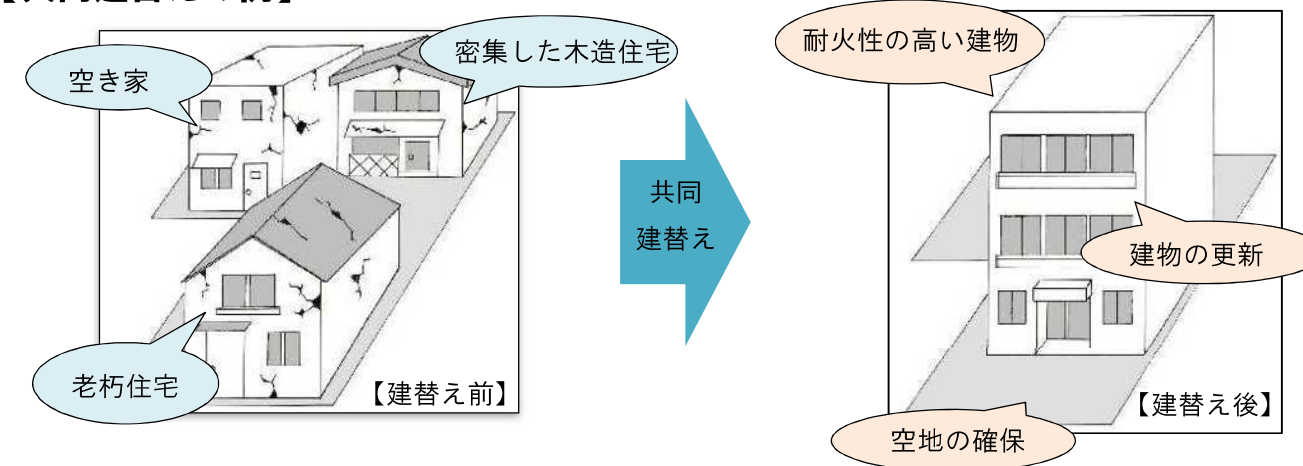 空き家
密集した木造住宅
老朽住宅
【建替え前】
共同
建替え
耐火性の高い建物
建物の更新
空地の確保
【建替え後】